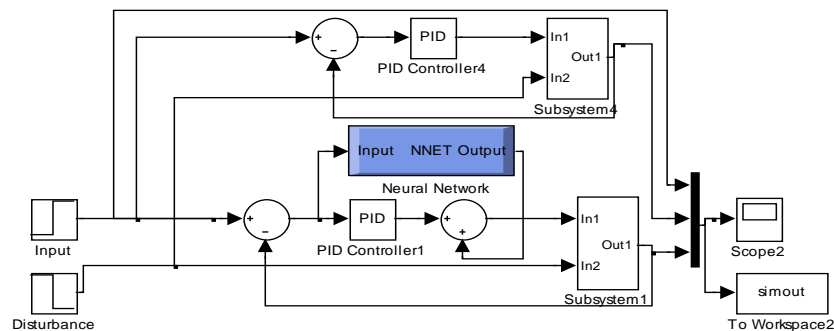 PID
PID Controller4
In1
In2
Out1
Subsystem4
Input NNET Output
Neural Network
Input
PID
PID Controller1
In1
In2
Out1
Subsystem1
Disturbance
Scope2
simout
To Workspace2